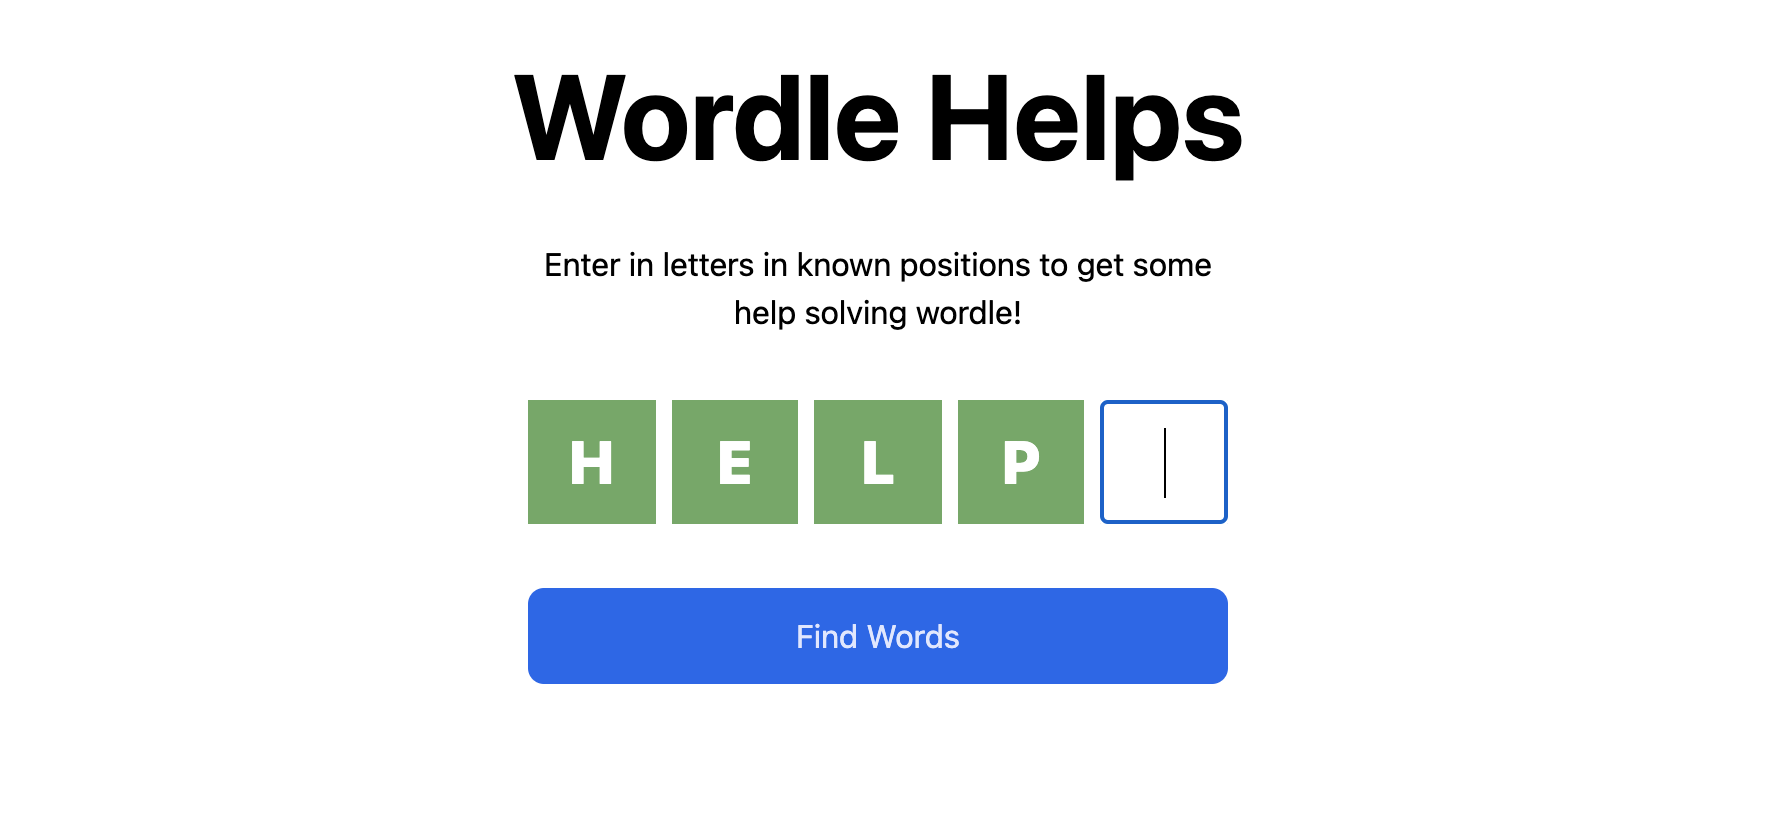 Wordle Helps
Enter in letters in known positions to get some
help solving wordle!
H E L P
Find Words